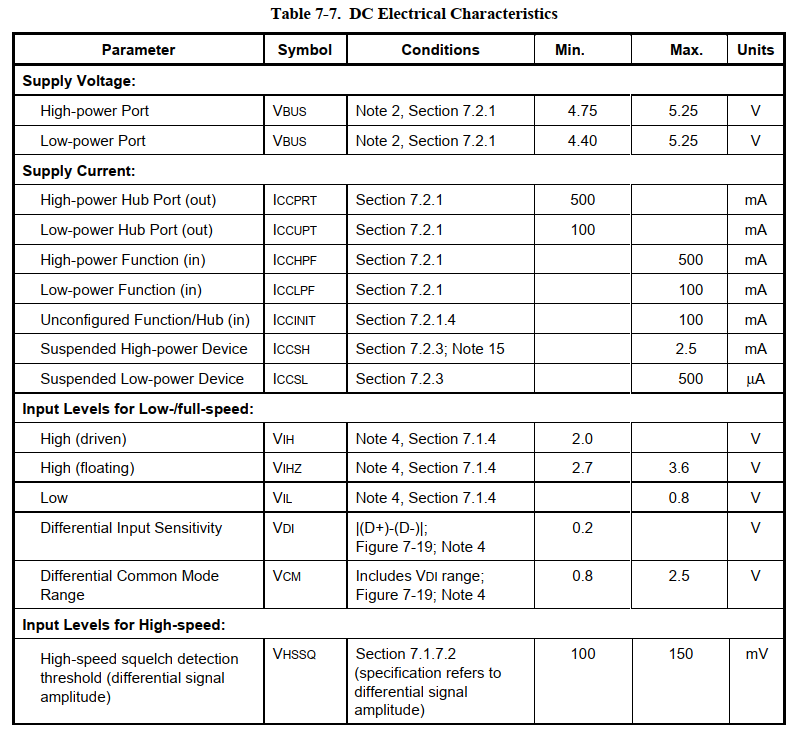 Table 7-7. DC Electrical Characteristics
Parameter Symbol Conditions Min. Max. Units
Supply Voltage:
High-power Port VBUS Note 2, Section 7.2.1 4.75 5.25 V
Low-power Port VBUS Note 2, Section 7.2.1 4.40 5.25 V
Supply Current:
High-power Hub Port (out) ICCPRT Section 7.2.1 500 mA
Low-power Hub Port (out) ICCUPT Section 7.2.1 100 mA
High-power Function (in) ICCHPF Section 7.2.1 500 mA
Low-power Function (in) ICCLPF Section 7.2.1 100 mA
Unconfigured Function/Hub (in) ICCINIT Section 7.2.1.4 100 mA
Suspended High-power Device ICCSH Section 7.2.3; Note 15 2.5 mA
Suspended Low-power Device ICCSL Section 7.2.3 500 µA
Input Levels for Low-/full-speed:
High (driven) VIH Note 4, Section 7.1.4 2.0 V
High (floating) VIHZ Note 4, Section 7.1.4 2.7 3.6 V
Low VIL Note 4, Section 7.1.4 0.8 V
Differential Input Sensitivity VDI |(D+)-(D-)|; 0.2 V
Figure 7-19; Note 4
Differential Common Mode VCM Includes VDI range; 0.8 2.5 V
Range Figure 7-19; Note 4
Input Levels for High-speed:
High-speed squelch detection VHSSQ Section 7.1.7.2 100 150 mV
threshold (differential signal (specification refers to
amplitude) differential signal
amplitude)